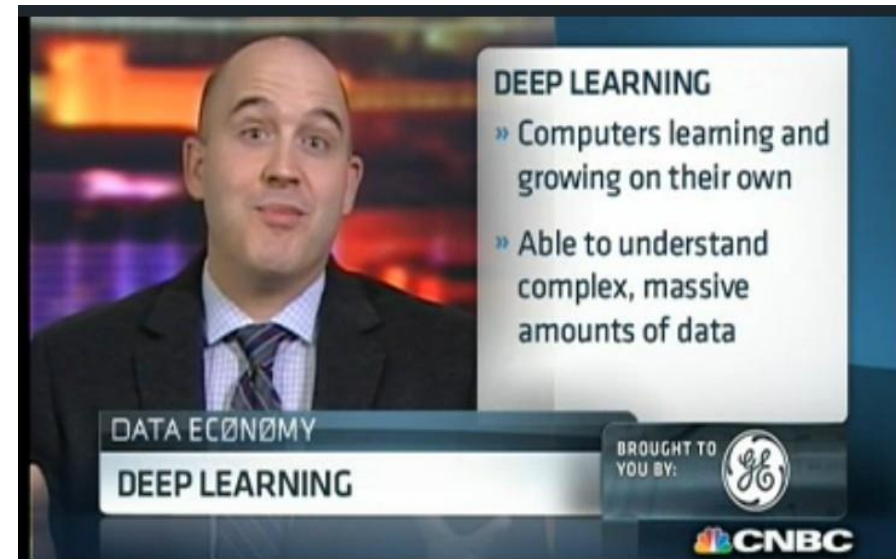 DEEP LEARNING
» Computers learning and
growing on their own
» Able to understand
complex, massive
amounts of data
DATA ECØNØMY
DEEP LEARNING
BROUGHT TO
YOU BY:
GE
CNBC